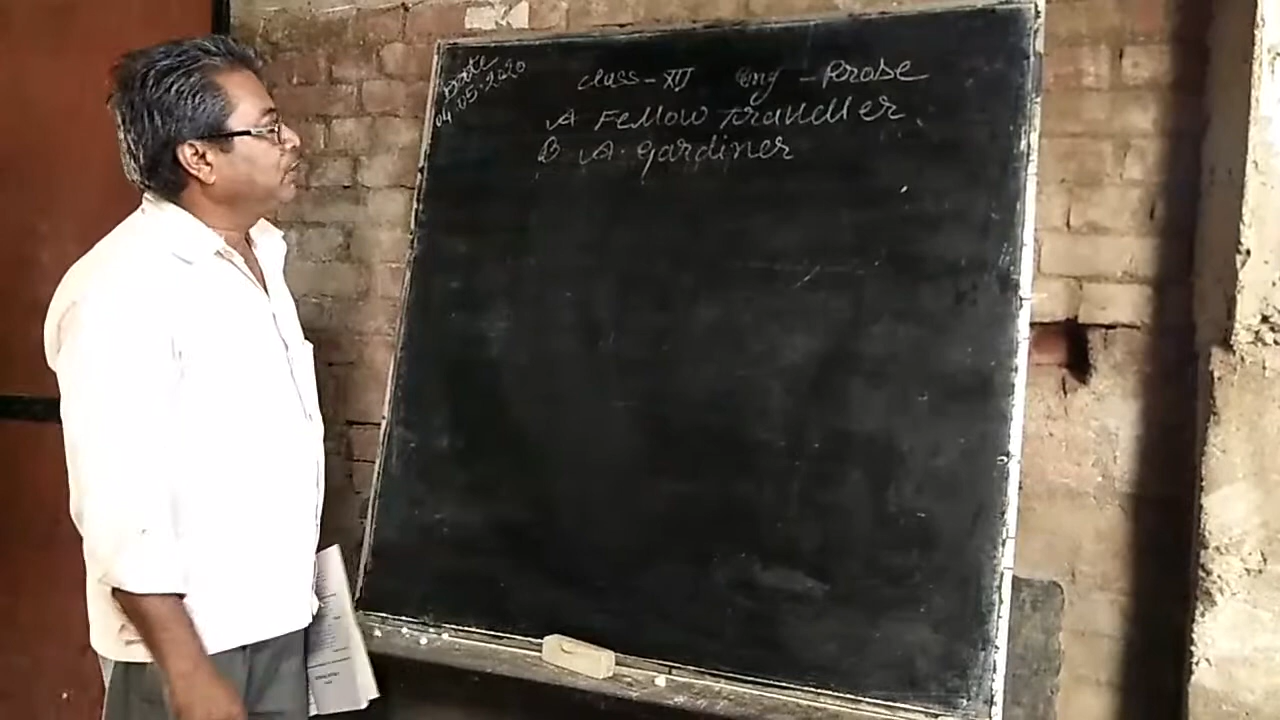 Date
04.05.2020
Class-XII Eng - Prose
A Fellow traveller.
A. Gardiner